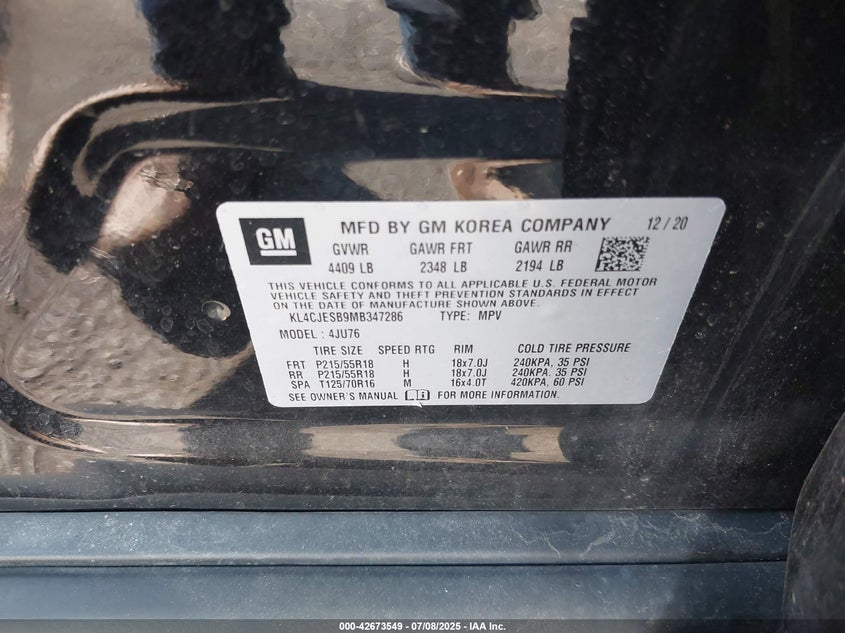 GM MFD BY GM KOREA COMPANY 12 / 20
GVWR GAWR FRT GAWR RR
4409 LB 2348 LB 2194 LB
THIS VEHICLE CONFORMS TO ALL APPLICABLE U.S. FEDERAL MOTOR
VEHICLE SAFETY AND THEFT PREVENTION STANDARDS IN EFFECT
ON THE DATE OF MANUFACTURE SHOWN ABOVE.
KL4CJESB9MB347286 TYPE: MPV
MODEL : 4JU76
TIRE SIZE SPEED RTG RIM COLD TIRE PRESSURE
FRT P215/55R18 H 18x7.0J 240KPA, 35 PSI
RR P215/55R18 H 18x7.0J 240KPA. 35 PSI
SPA T125/70R16 M 16x4.0T 420KPA, 60 PSI
SEE OWNER'S MANUAL FOR MORE INFORMATION.
000-42673549 - 07/08/2025 - IAA Inc.